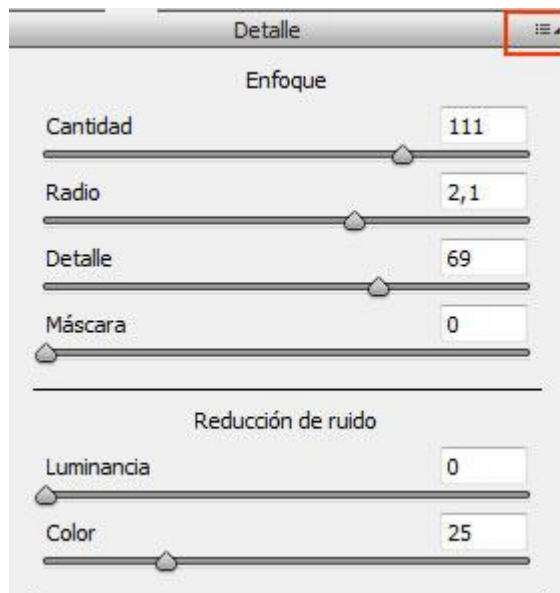 Detalle
Enfoque
Cantidad 111
Radio 2,1
Detalle 69
Máscara 0
Reducción de ruido
Luminancia 0
Color 25